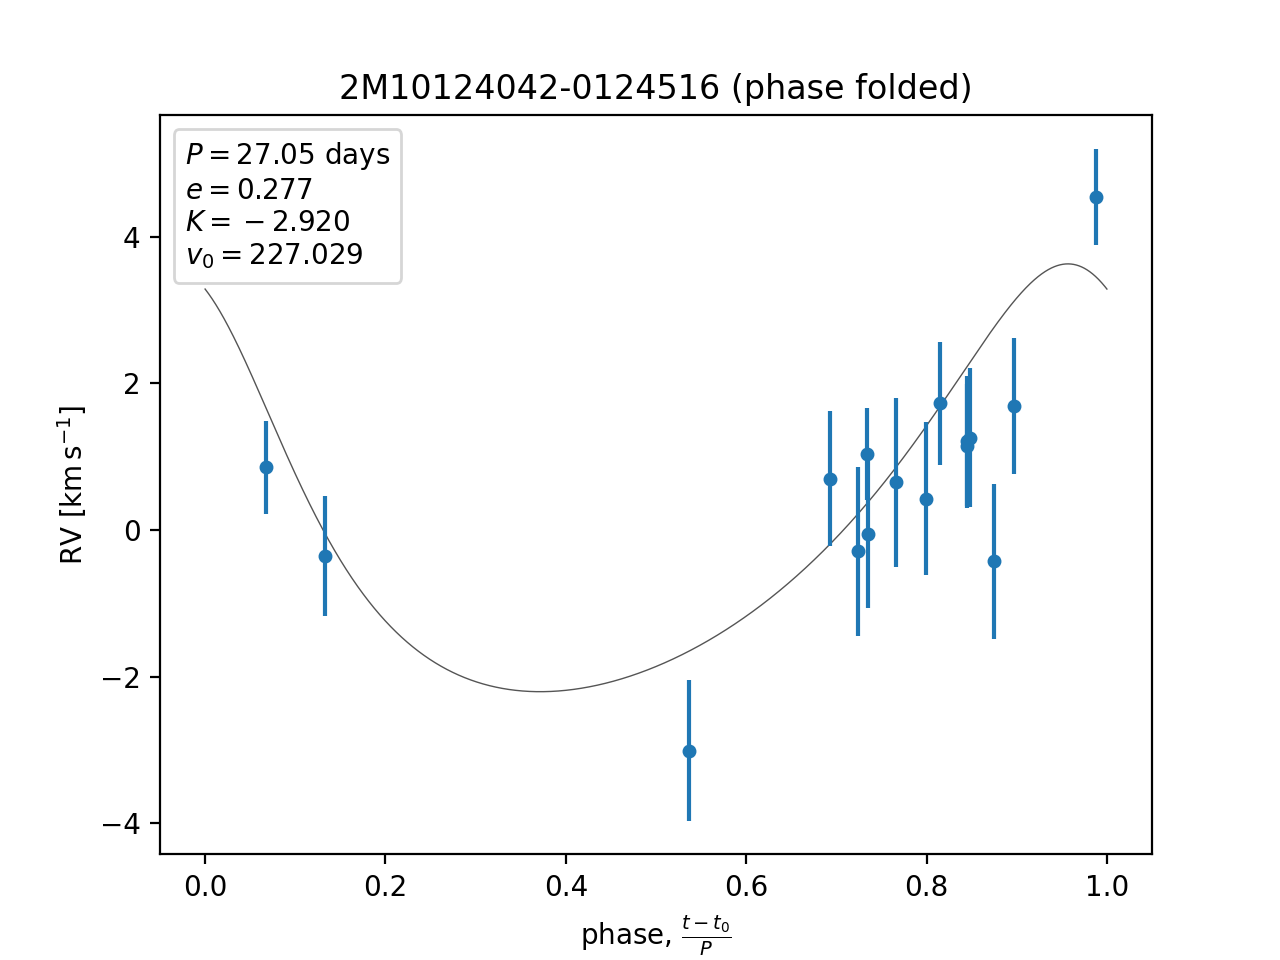 2M10124042-0124516 (phase folded)
P = 27.05 days
e = 0.277
K = −2.920
v₀ = 227.029
4
2
0
−2
−4
RV [km s⁻¹]
0.0 0.2 0.4 0.6 0.8 1.0
phase, (t − t₀)/P